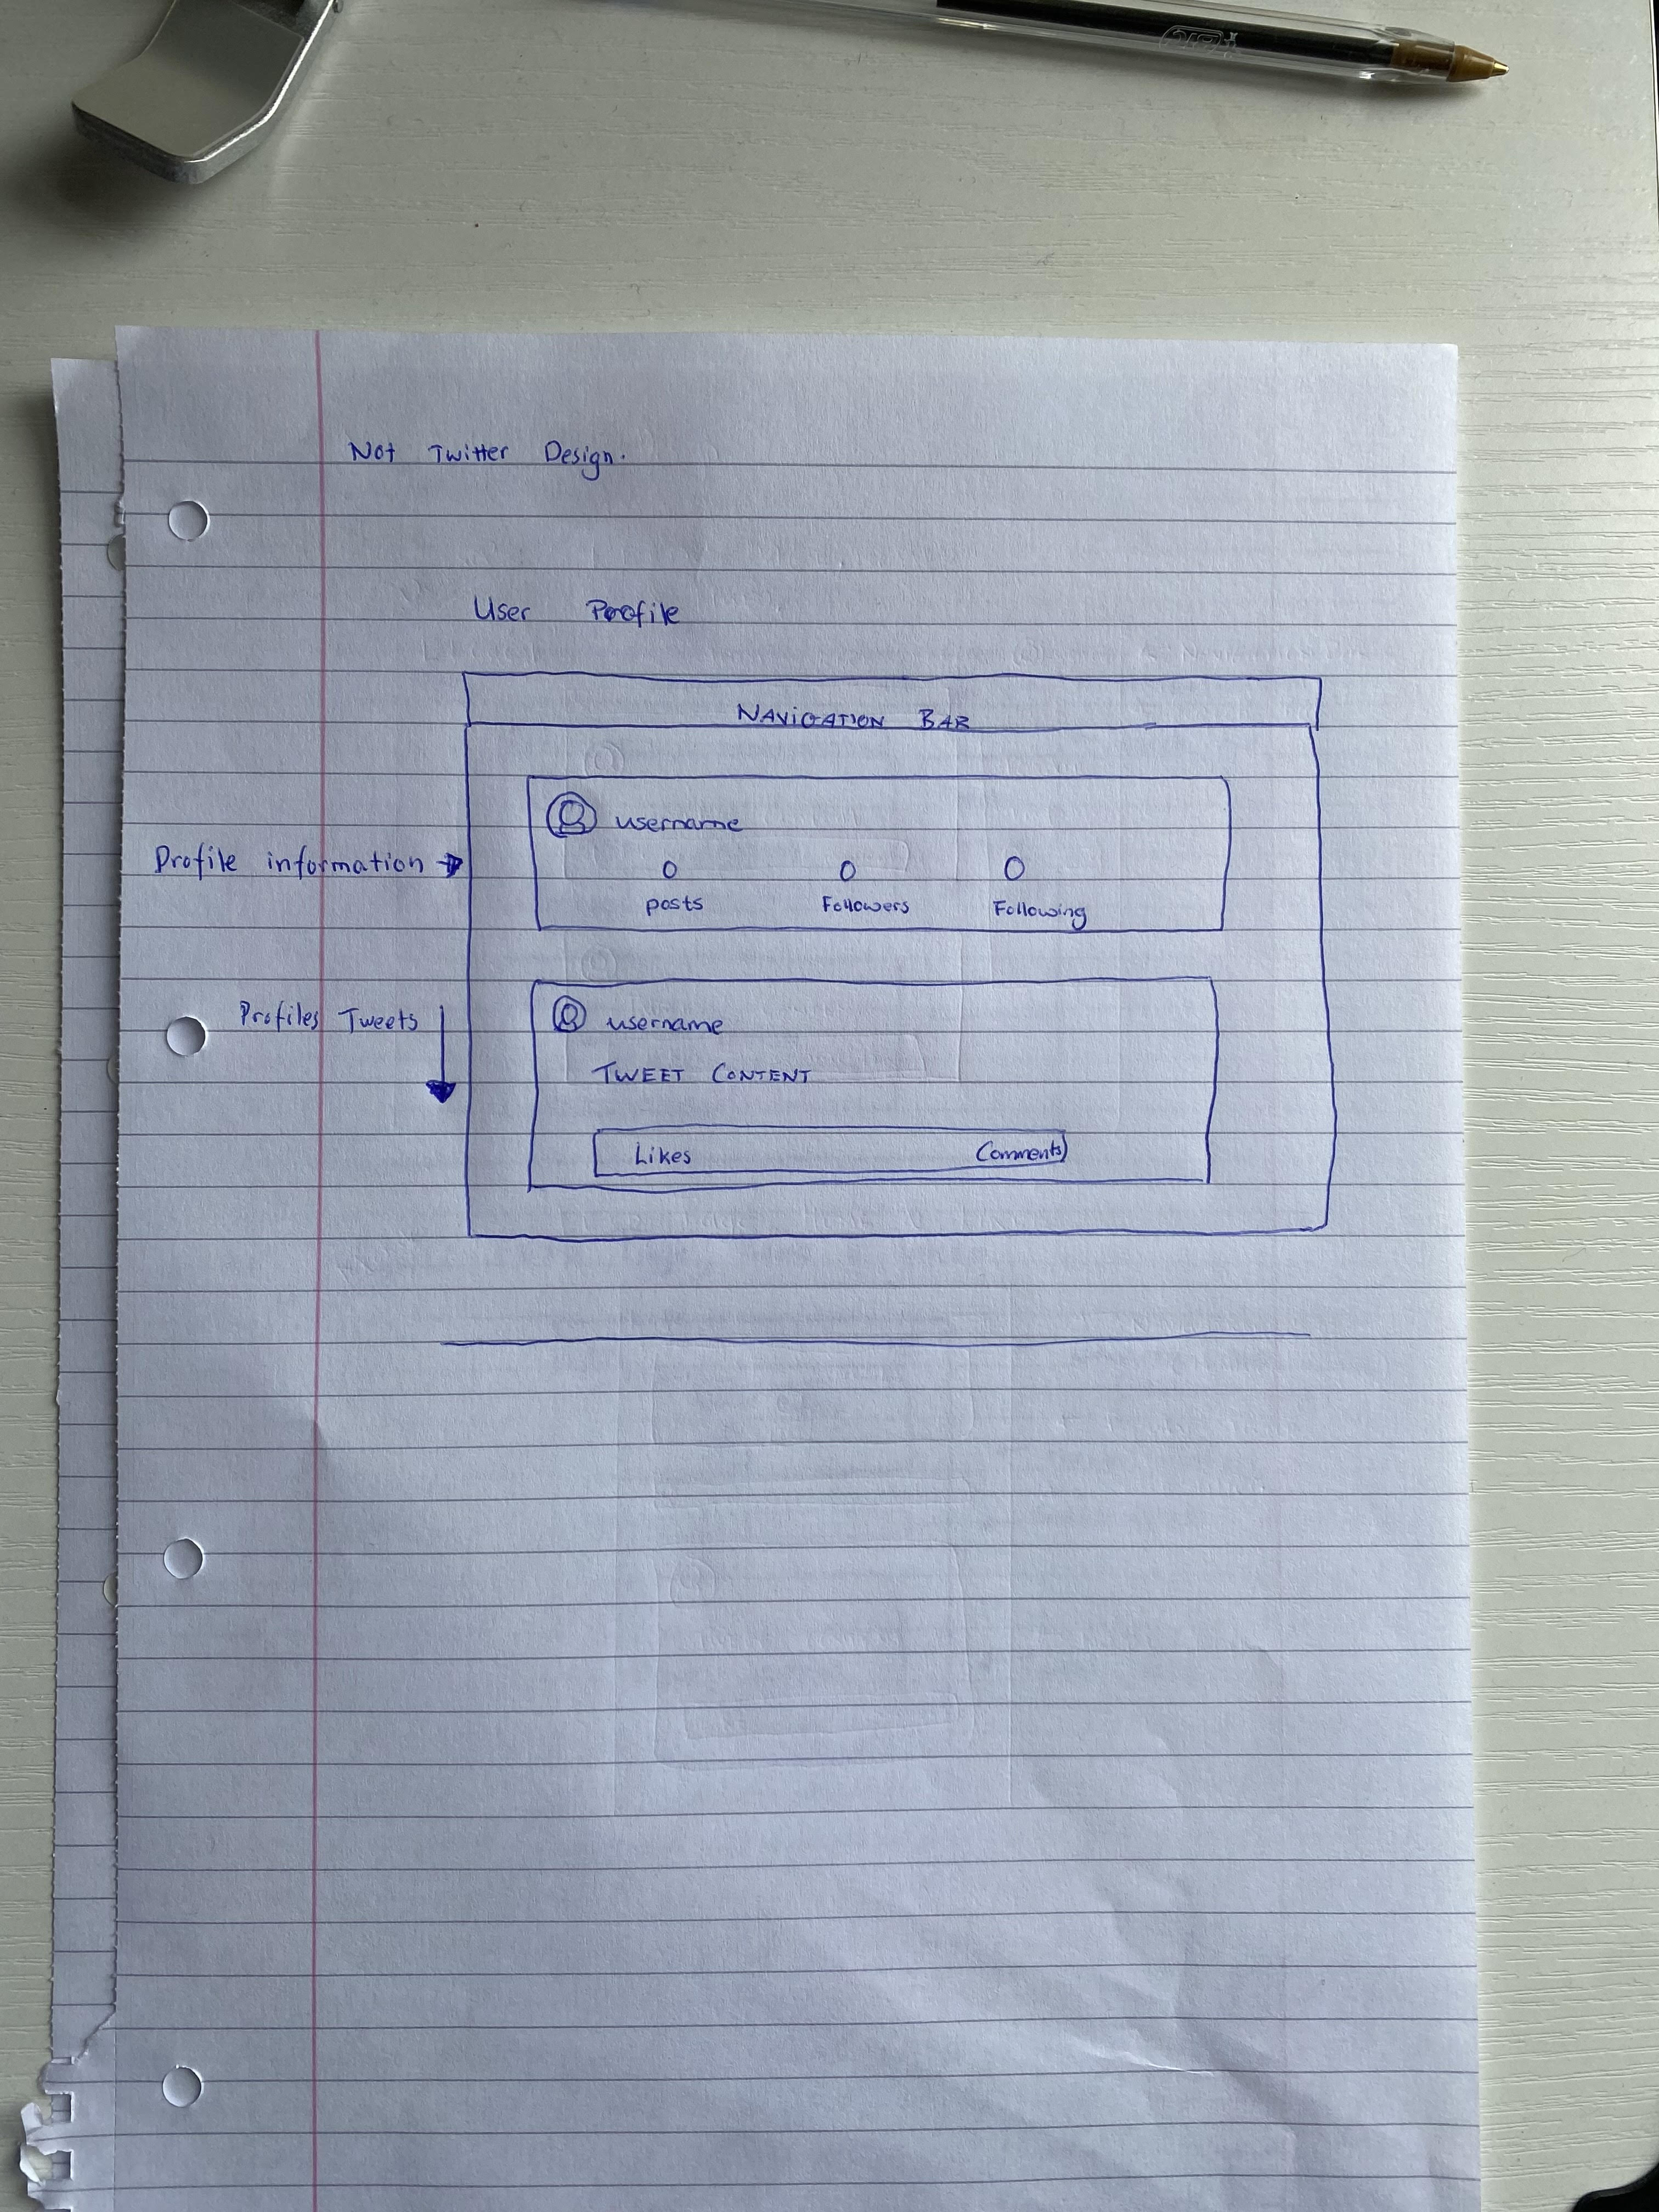 Not Twitter Design.
User Profile
NAVIGATION BAR
username
Profile information
0 0 0
posts Followers Following
Profiles Tweets
username
TWEET CONTENT
Likes Comments
BIC